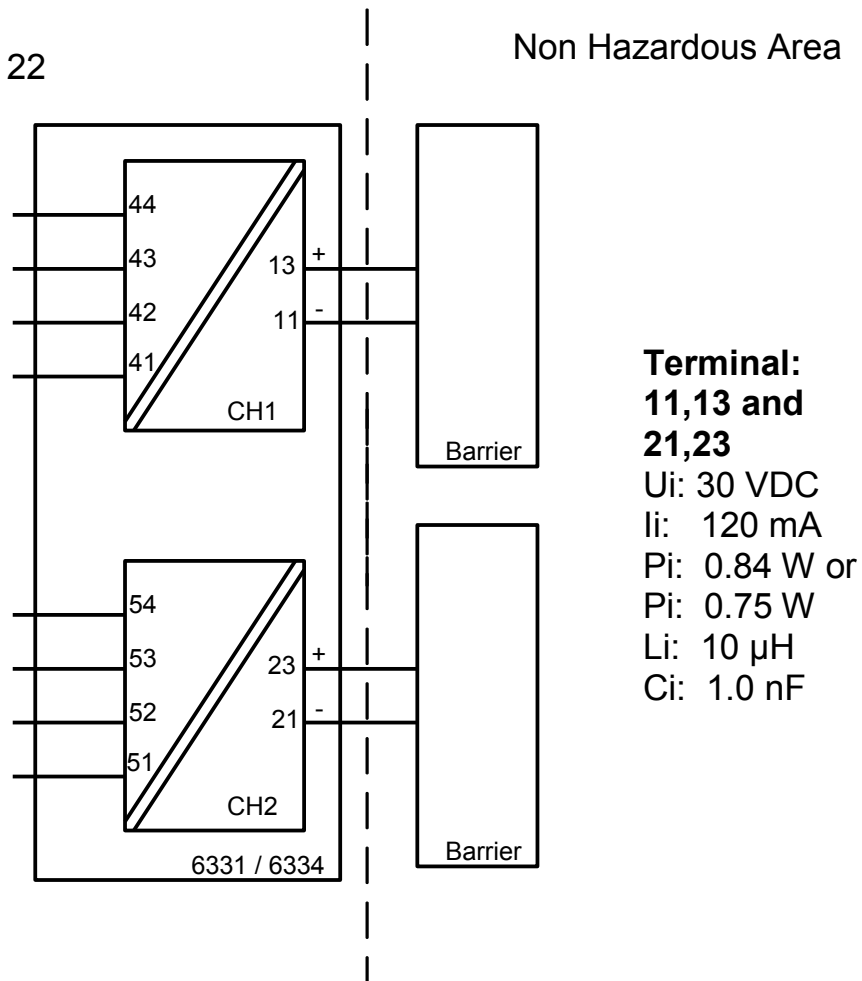 Non Hazardous Area
22
44
43
13
+
42
11
-
41
CH1
Barrier
Terminal:
11,13 and
21,23
Ui: 30 VDC
Ii: 120 mA
Pi: 0.84 W or
Pi: 0.75 W
Li: 10 µH
Ci: 1.0 nF
54
53
23
+
52
21
-
51
CH2
Barrier
6331 / 6334